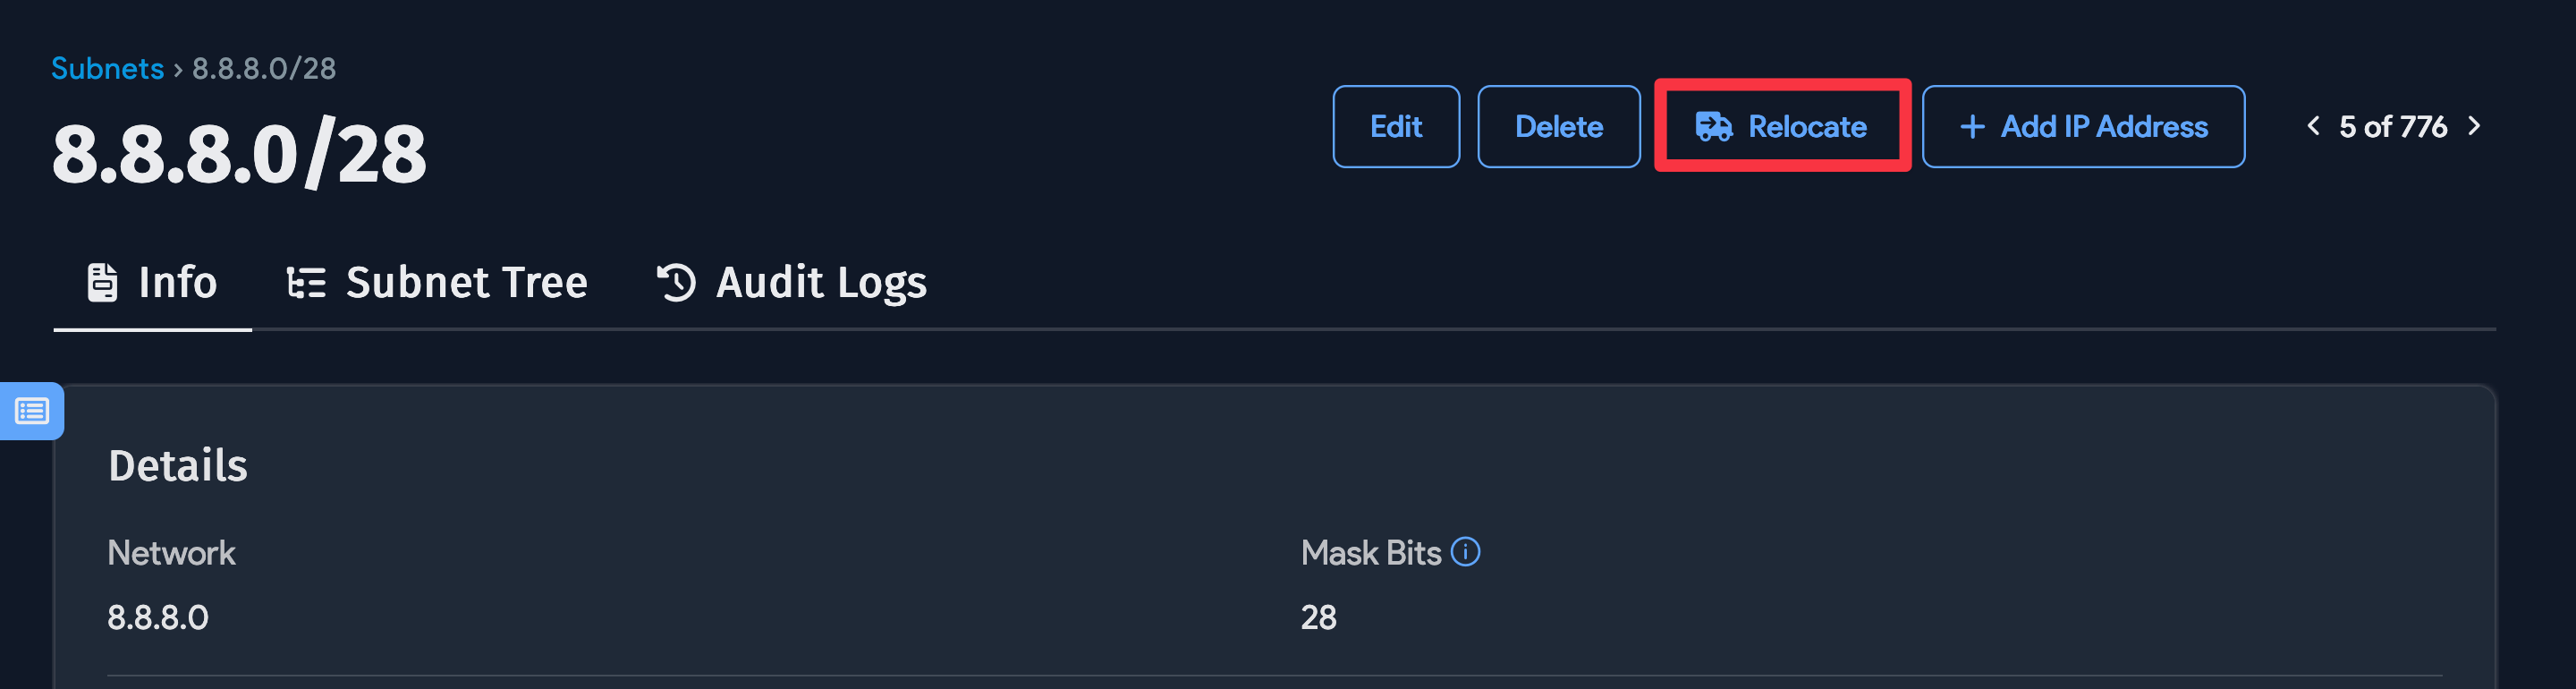 Subnets › 8.8.8.0/28
8.8.8.0/28
Edit
Delete
Relocate
+ Add IP Address
‹ 5 of 776 ›
Info
Subnet Tree
Audit Logs
Details
Network
Mask Bits
8.8.8.0
28